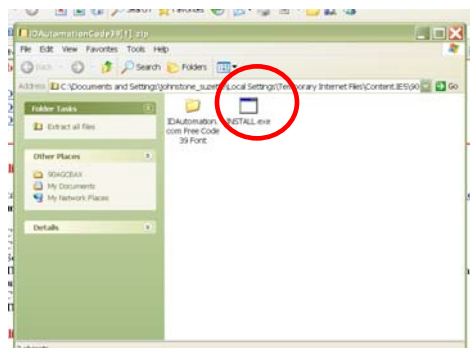 Search Favorites
IDAutomationCode39[1].zip
File Edit View Favorites Tools Help
Back Search Folders
Address C:\Documents and Settings\johnstone_suzett Local Settings\Temporary Internet Files\Content.IE5\ Go
Folder Tasks
Extract all files
IDAutomation. INSTALL.exe
com Free Code
39 Font
Other Places
My Documents
My Network Places
Details